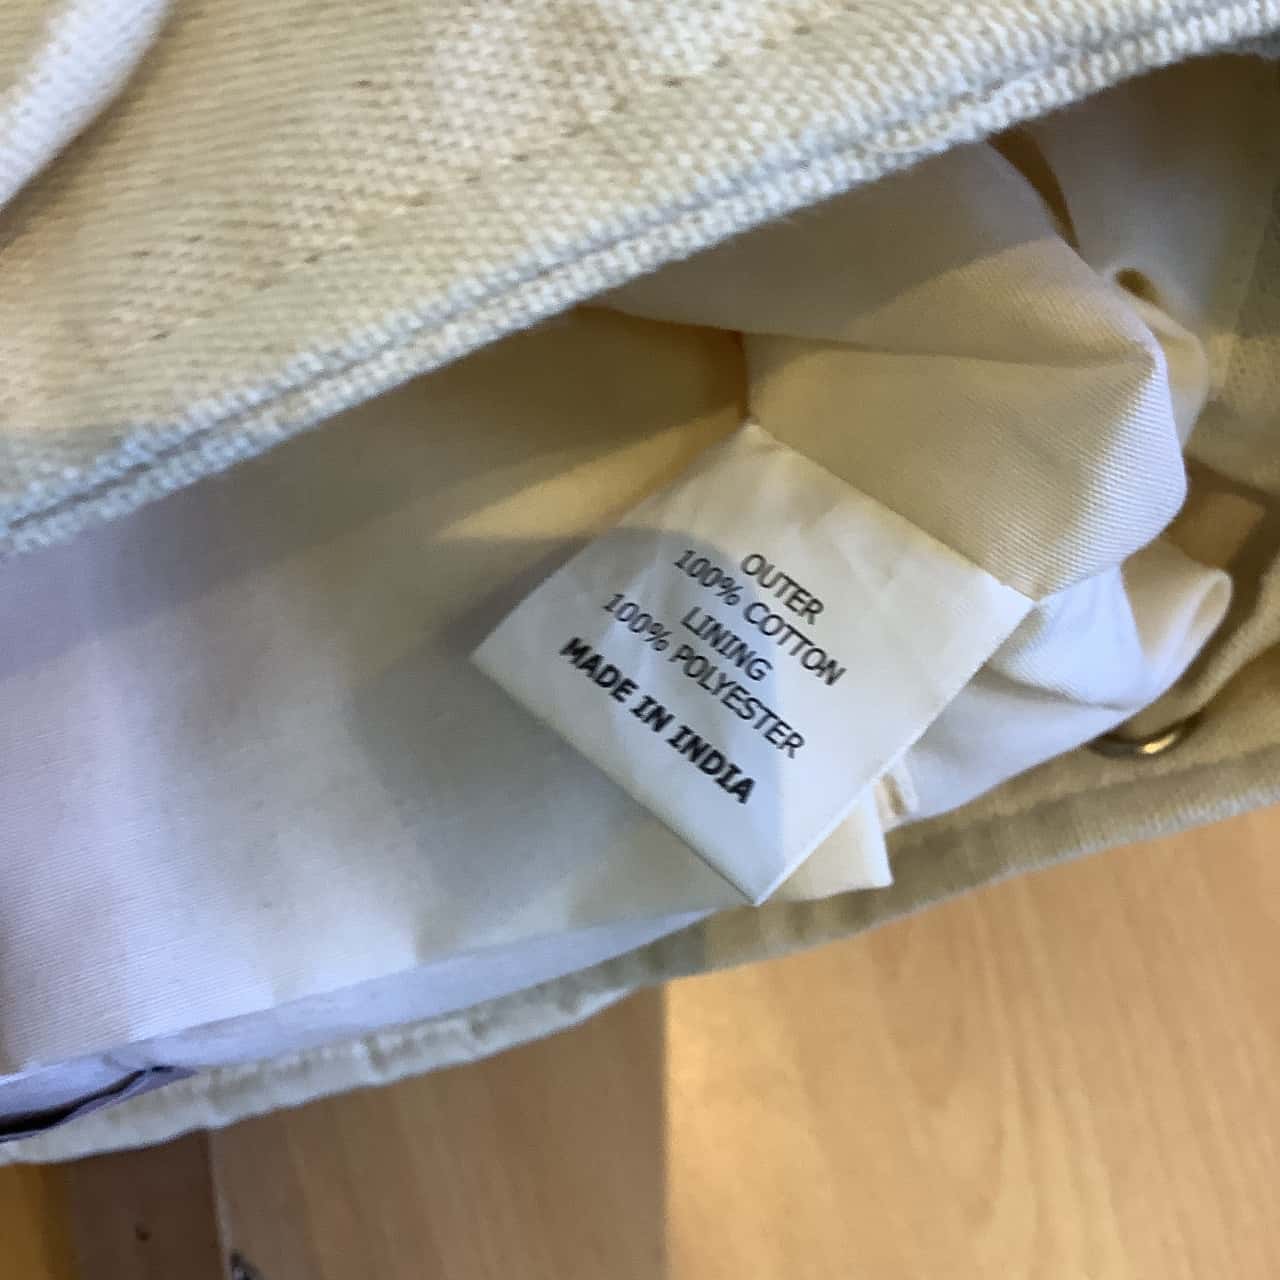 OUTER
100% COTTON
LINING
100% POLYESTER
MADE IN INDIA